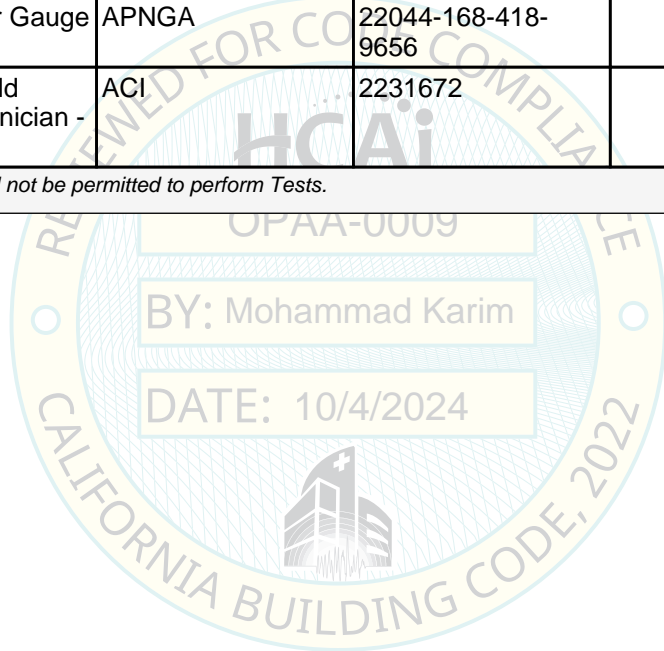 r Gauge APNGA 22044-168-418-
9656
ld ACI 2231672
nician -
l not be permitted to perform Tests.
REVIEWED FOR CODE COMPLIANCE
HCAi
OPAA-0009
BY: Mohammad Karim
DATE: 10/4/2024
CALIFORNIA BUILDING CODE, 2022